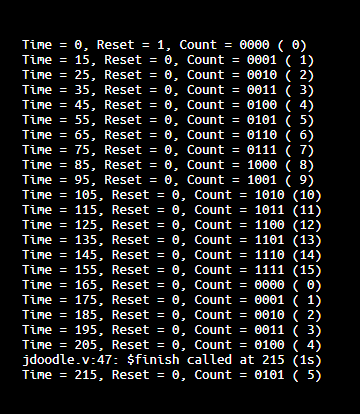 Time = 0, Reset = 1, Count = 0000 ( 0)
Time = 15, Reset = 0, Count = 0001 ( 1)
Time = 25, Reset = 0, Count = 0010 ( 2)
Time = 35, Reset = 0, Count = 0011 ( 3)
Time = 45, Reset = 0, Count = 0100 ( 4)
Time = 55, Reset = 0, Count = 0101 ( 5)
Time = 65, Reset = 0, Count = 0110 ( 6)
Time = 75, Reset = 0, Count = 0111 ( 7)
Time = 85, Reset = 0, Count = 1000 ( 8)
Time = 95, Reset = 0, Count = 1001 ( 9)
Time = 105, Reset = 0, Count = 1010 (10)
Time = 115, Reset = 0, Count = 1011 (11)
Time = 125, Reset = 0, Count = 1100 (12)
Time = 135, Reset = 0, Count = 1101 (13)
Time = 145, Reset = 0, Count = 1110 (14)
Time = 155, Reset = 0, Count = 1111 (15)
Time = 165, Reset = 0, Count = 0000 ( 0)
Time = 175, Reset = 0, Count = 0001 ( 1)
Time = 185, Reset = 0, Count = 0010 ( 2)
Time = 195, Reset = 0, Count = 0011 ( 3)
Time = 205, Reset = 0, Count = 0100 ( 4)
jdoodle.v:47: $finish called at 215 (1s)
Time = 215, Reset = 0, Count = 0101 ( 5)